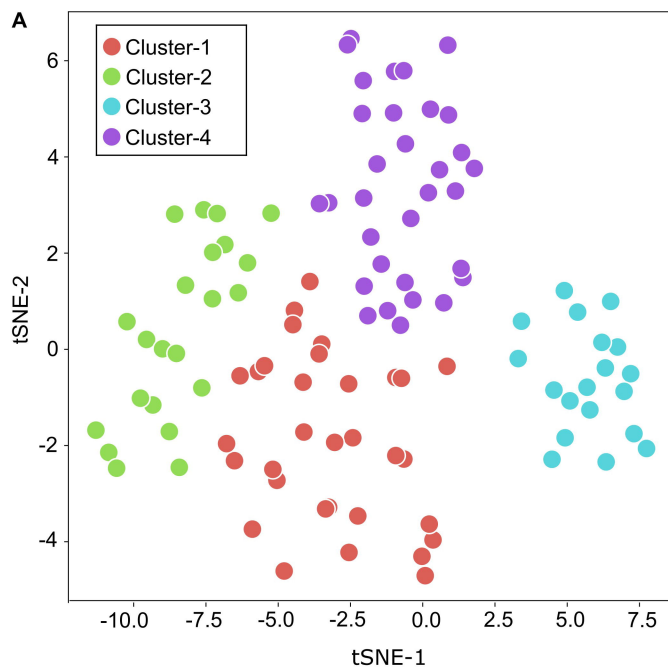 A
Cluster-1
Cluster-2
Cluster-3
Cluster-4
6
4
2
0
-2
-4
tSNE-2
-10.0 -7.5 -5.0 -2.5 0.0 2.5 5.0 7.5
tSNE-1